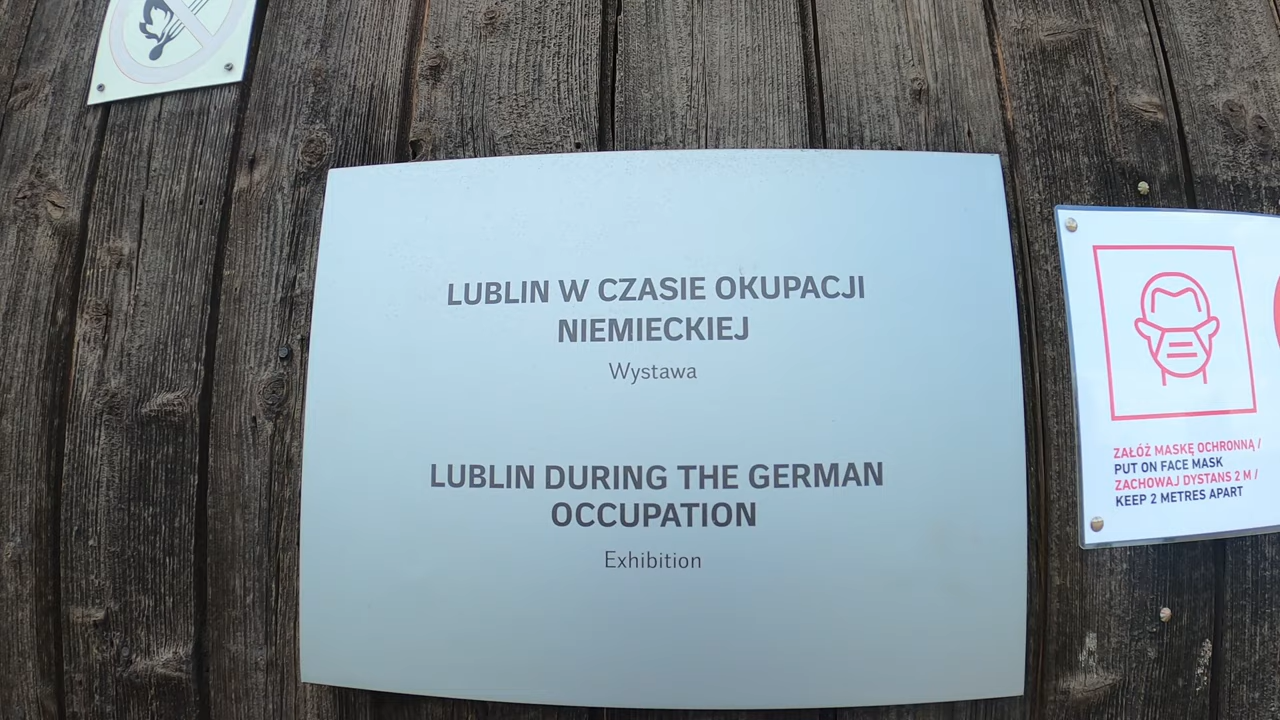 LUBLIN W CZASIE OKUPACJI
NIEMIECKIEJ
Wystawa
LUBLIN DURING THE GERMAN
OCCUPATION
Exhibition
ZAŁÓŻ MASKĘ OCHRONNĄ /
PUT ON FACE MASK
ZACHOWAJ DYSTANS 2 M /
KEEP 2 METRES APART